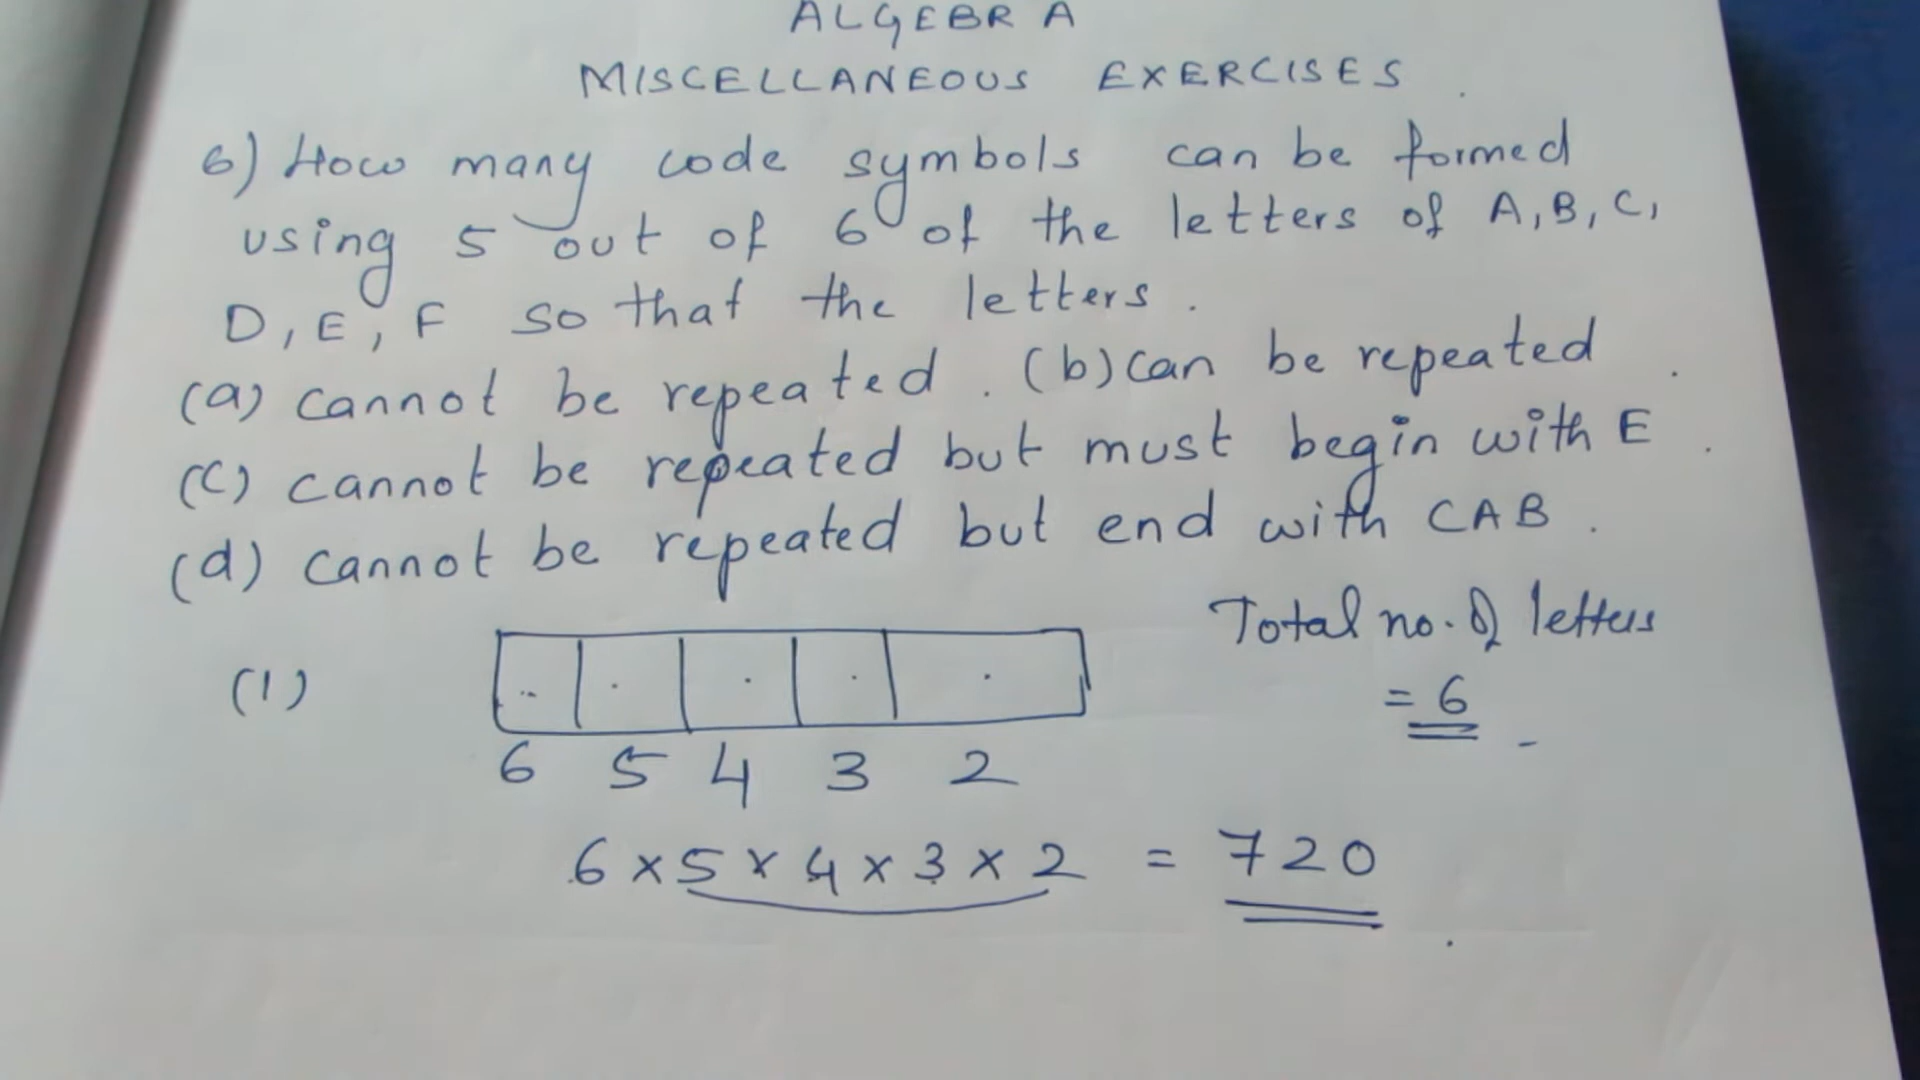 ALGEBRA
MISCELLANEOUS EXERCISES.
6) How many code symbols can be formed
using 5 out of 6 of the letters of A, B, C,
D, E, F so that the letters.
(a) cannot be repeated. (b) can be repeated.
(C) cannot be repeated but must begin with E.
(d) cannot be repeated but end with CAB.
Total no. of letters
= 6
(1)
6 5 4 3 2
6 x 5 x 4 x 3 x 2 = 720